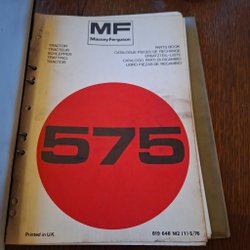 MF
Massey Ferguson
TRACTOR
TRACTEUR
SCHLEPPER
TRATTORE
TRACTOR
PARTS BOOK
CATALOGUE PIECES DE RECHANGE
ERSATZTEIL-LISTE
CATALOGO PARTI DI RICAMBIO
LIBRO PIEZAS DE RECAMBIO
575
Printed in U.K.
819 646 M2 (1)-5/76